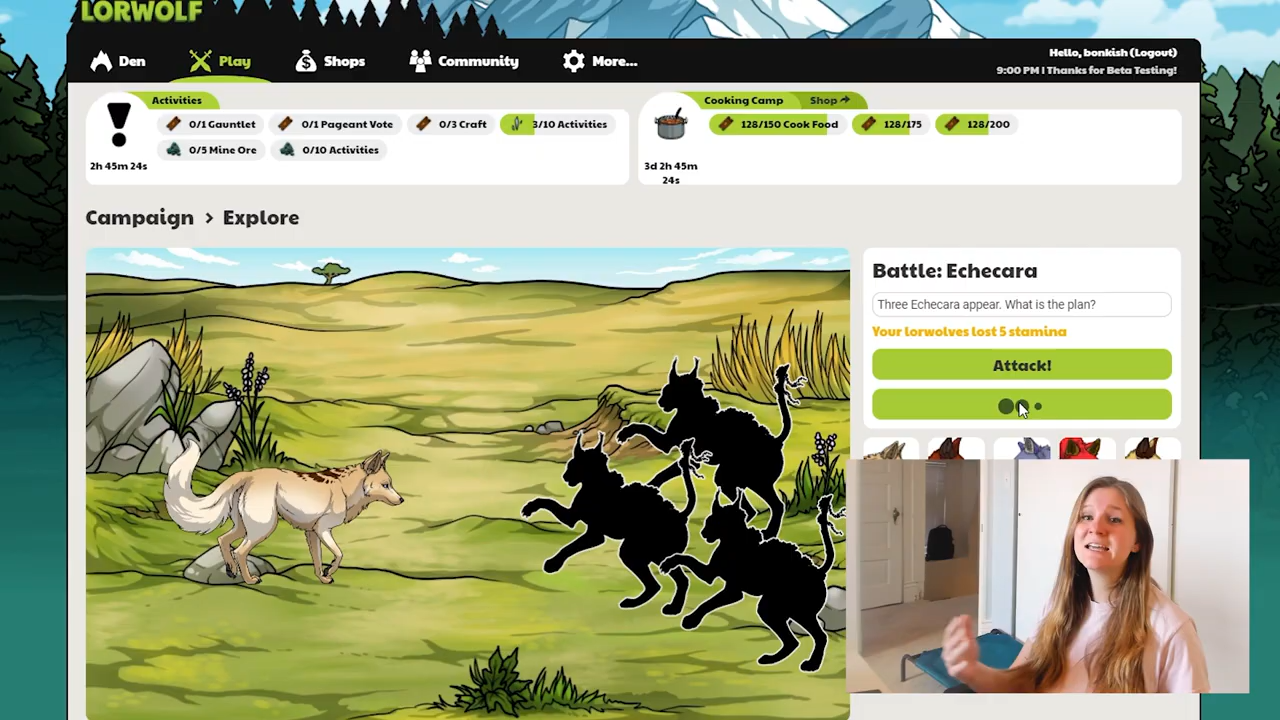 LORWOLF
Den
Play
Shops
Community
More...
Hello, bonkish (Logout)
9:00 PM | Thanks for Beta Testing!
Activities
0/1 Gauntlet
0/1 Pageant Vote
0/3 Craft
3/10 Activities
0/5 Mine Ore
0/10 Activities
2h 45m 24s
Cooking Camp
Shop
128/150 Cook Food
128/175
128/200
3d 2h 45m
24s
Campaign > Explore
Battle: Echecara
Three Echecara appear. What is the plan?
Your lorwolves lost 5 stamina
Attack!